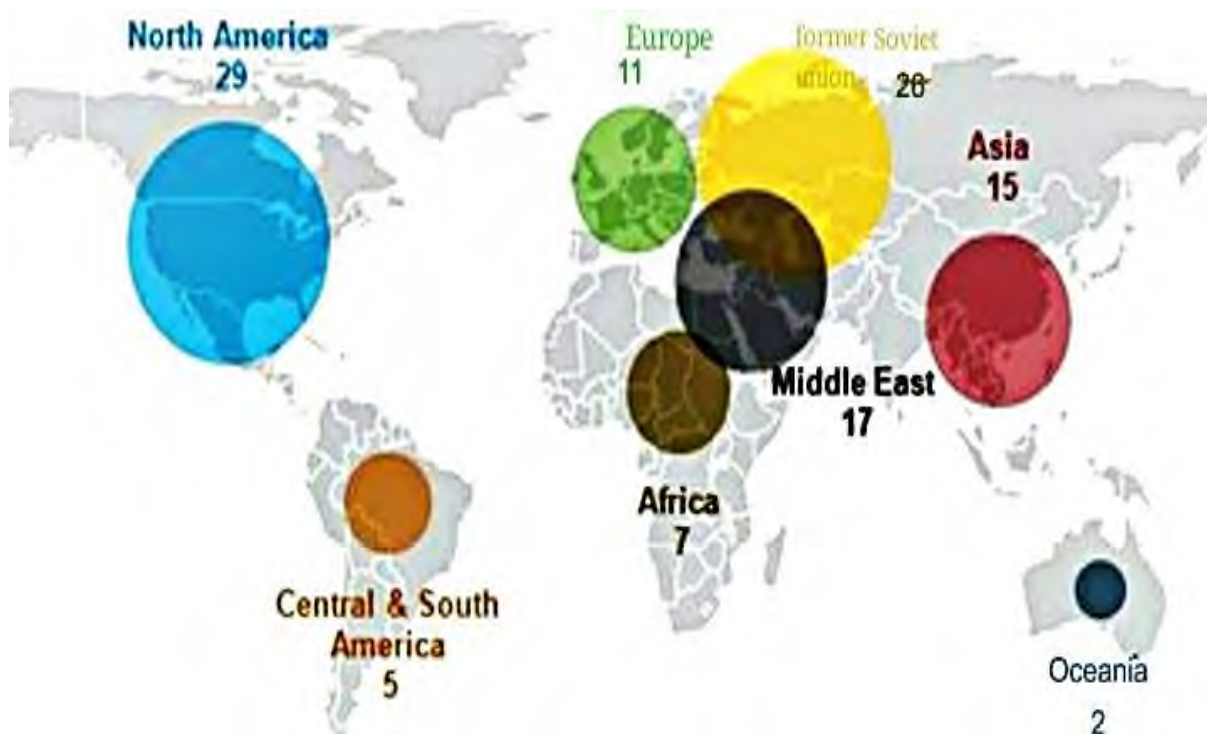 North America
29
Europe
11
former Soviet
union
Asia
15
Middle East
17
Africa
7
Central & South
America
5
Oceania
2